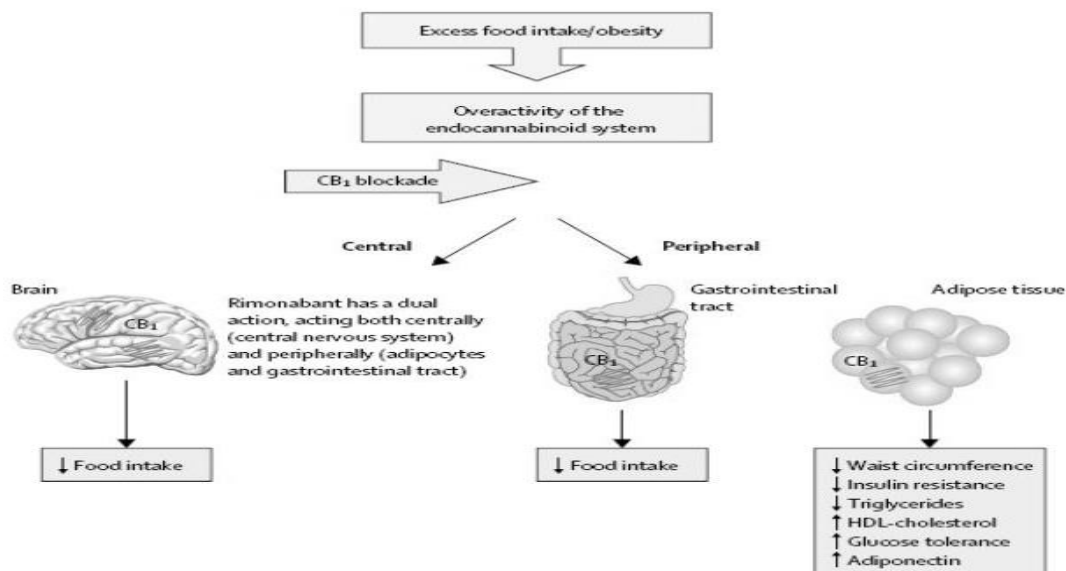 Excess food intake/obesity
Overactivity of the
endocannabinoid system
CB₁ blockade
Central
Peripheral
Brain
CB₁
Rimonabant has a dual
action, acting both centrally
(central nervous system)
and peripherally (adipocytes
and gastrointestinal tract)
Gastrointestinal
tract
CB₁
Adipose tissue
CB₁
↓ Food intake
↓ Food intake
↓ Waist circumference
↓ Insulin resistance
↓ Triglycerides
↑ HDL-cholesterol
↑ Glucose tolerance
↑ Adiponectin